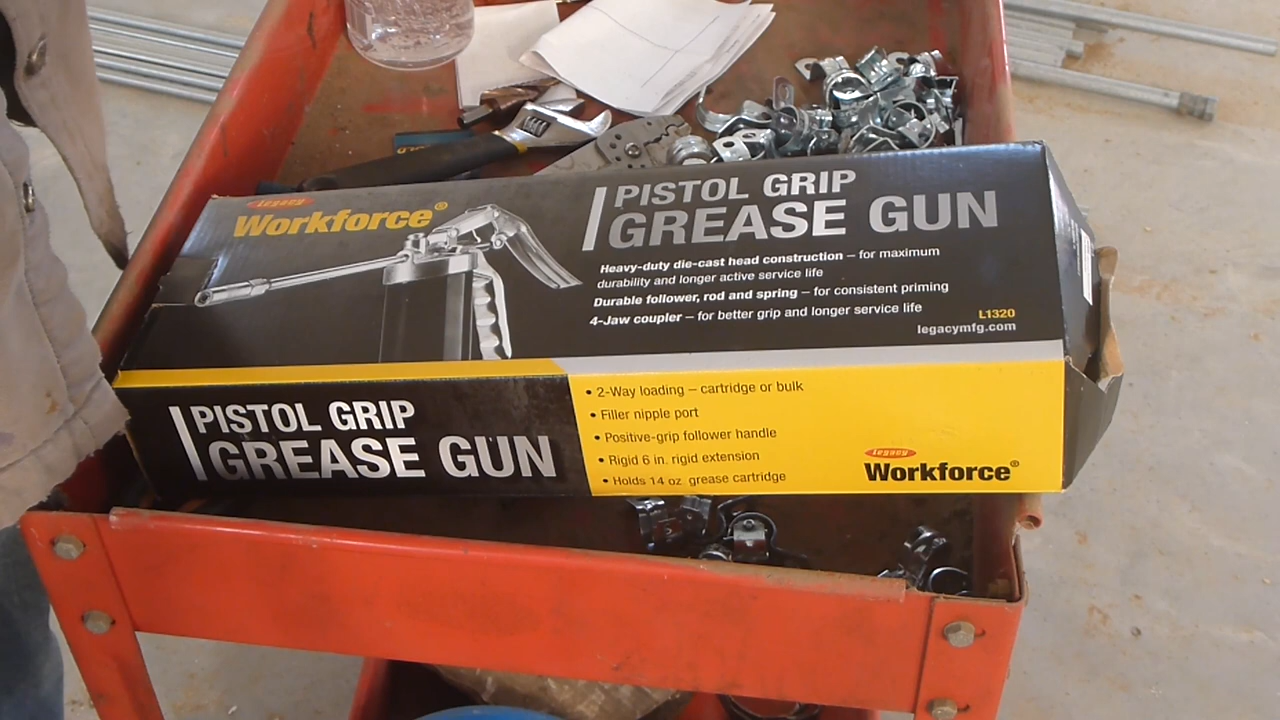 Legacy
Workforce®
PISTOL GRIP
GREASE GUN
Heavy-duty die-cast head construction – for maximum
durability and longer active service life
Durable follower, rod and spring – for consistent priming
4-Jaw coupler – for better grip and longer service life
L1320
legacymfg.com
PISTOL GRIP
GREASE GUN
• 2-Way loading – cartridge or bulk
• Filler nipple port
• Positive-grip follower handle
• Rigid 6 in. rigid extension
• Holds 14 oz grease cartridge
Legacy
Workforce®